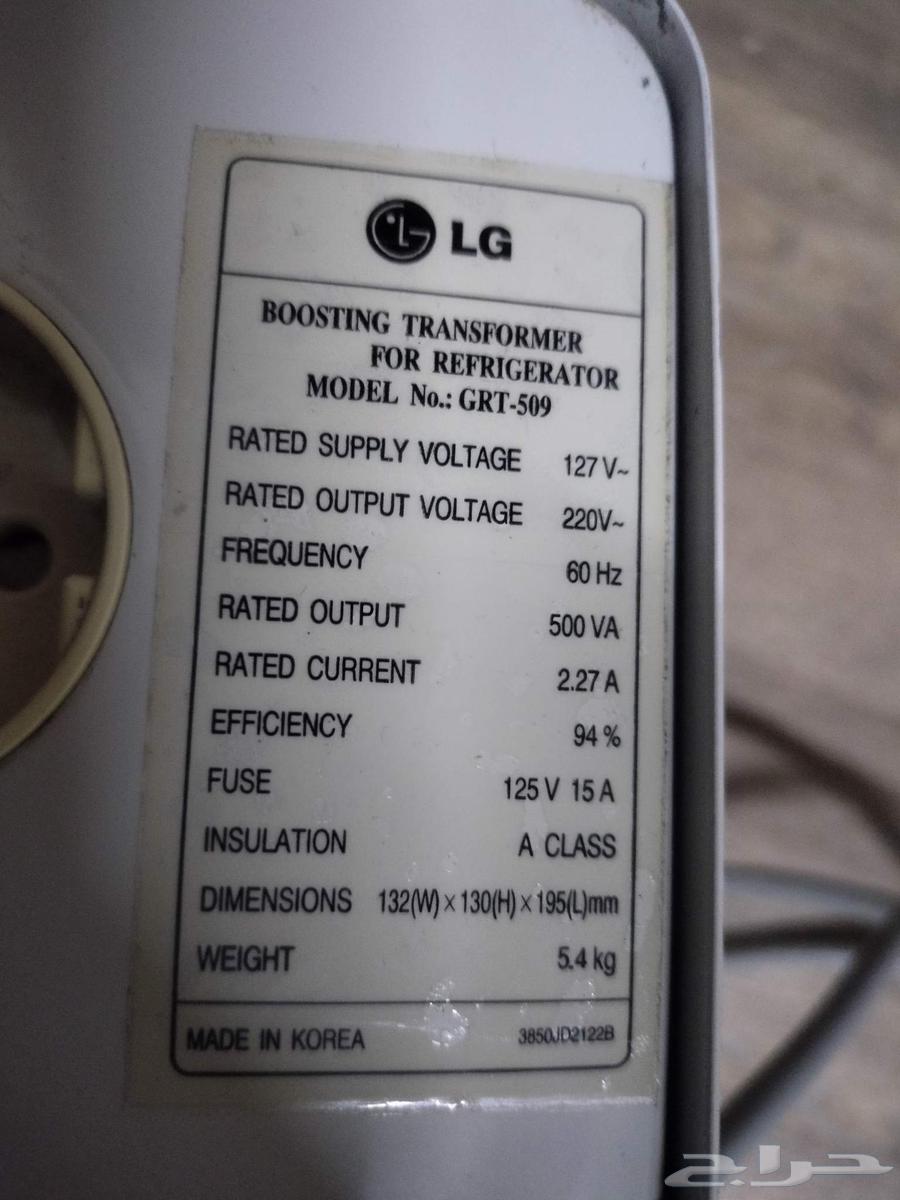 LG
BOOSTING TRANSFORMER
FOR REFRIGERATOR
MODEL No.: GRT-509
RATED SUPPLY VOLTAGE 127 V~
RATED OUTPUT VOLTAGE 220V~
FREQUENCY 60 Hz
RATED OUTPUT 500 VA
RATED CURRENT 2.27 A
EFFICIENCY 94 %
FUSE 125 V 15 A
INSULATION A CLASS
DIMENSIONS 132(W) × 130(H) × 195(L)mm
WEIGHT 5.4 kg
MADE IN KOREA 3850JD2122B
حراج